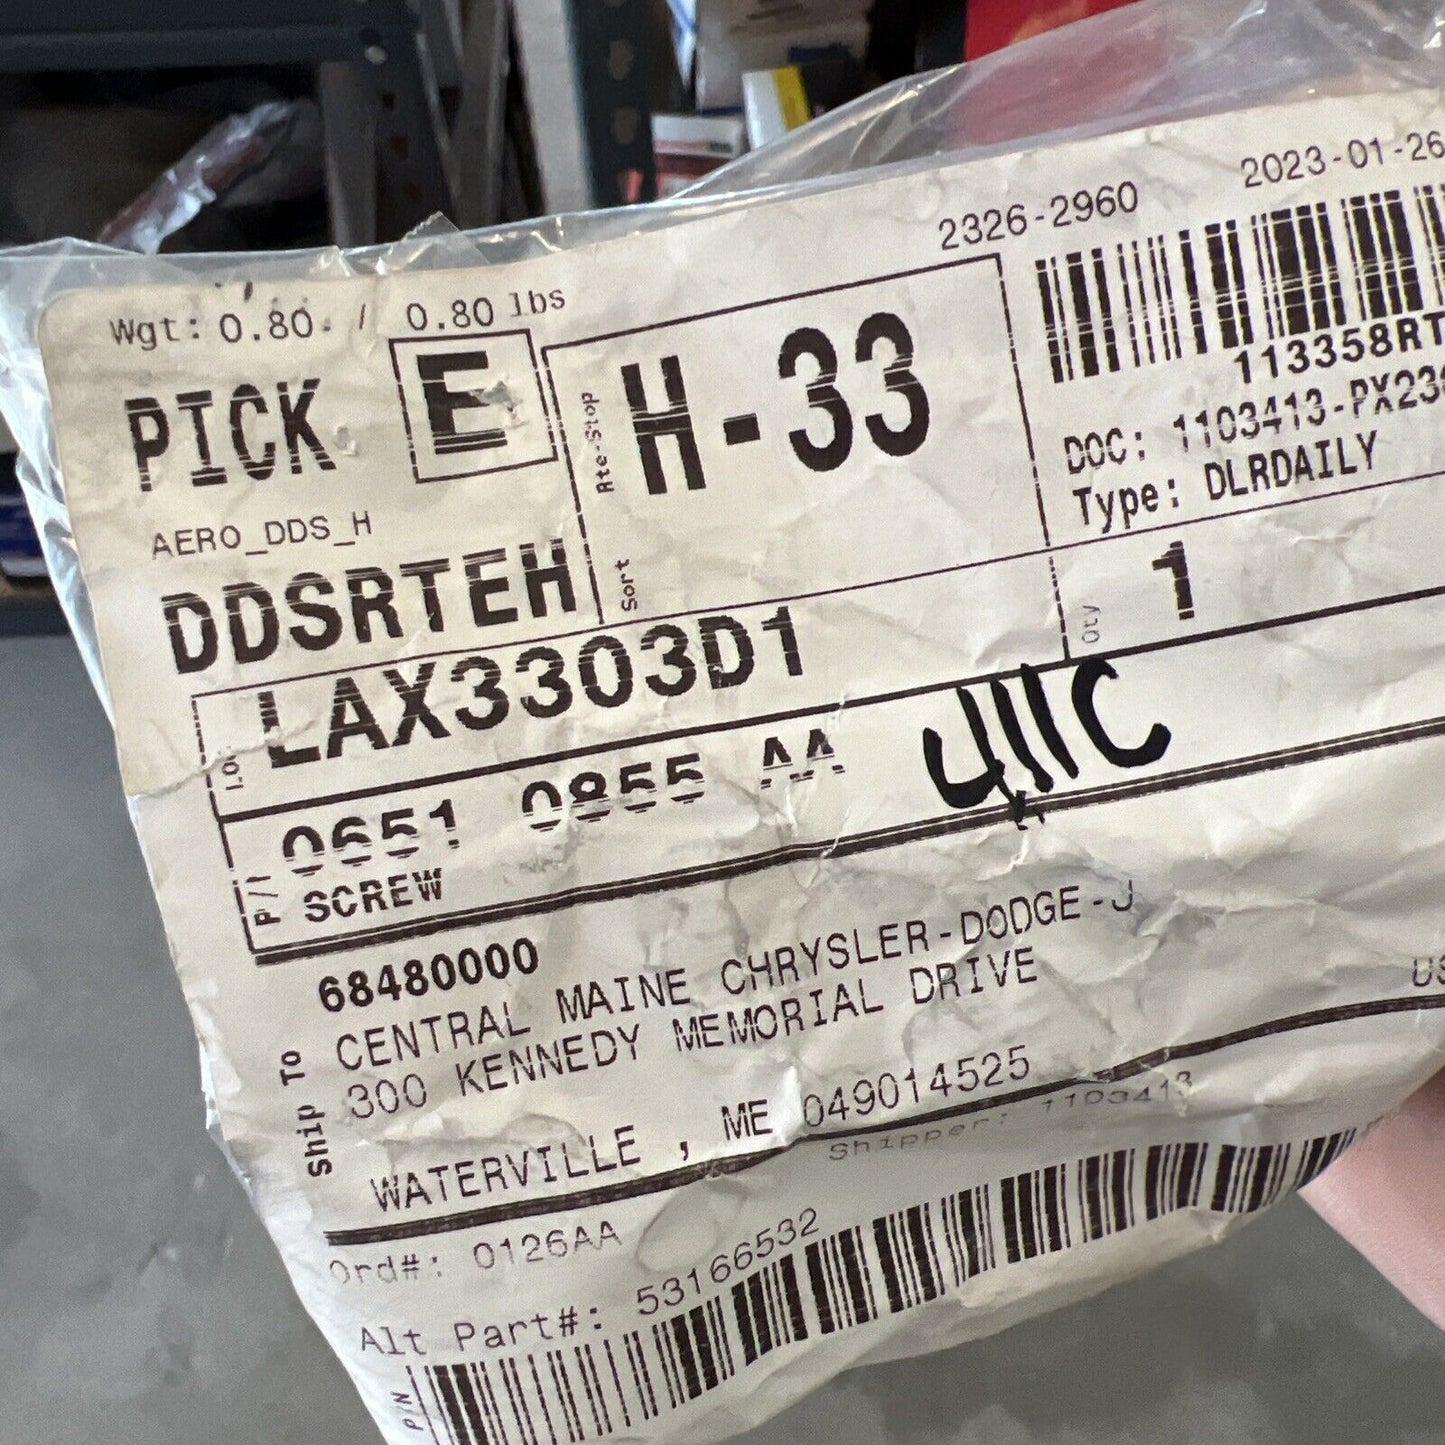 2326-2960 2023-01-26
Wgt: 0.80 / 0.80 lbs
PICK E
Rte-Stop
H-33
113358RT
DOC: 1103413-PX23
Type: DLRDAILY
AERO_DDS_H
DDSRTEH
Sort
Qty 1
LAX3303D1
0651 0855 AA
SCREW
68480000
Ship TO
CENTRAL MAINE CHRYSLER-DODGE-J
300 KENNEDY MEMORIAL DRIVE
US
WATERVILLE , ME 049014525
Shipper: 1103413
Ord#: 0126AA
Alt Part#: 53166532
P/N